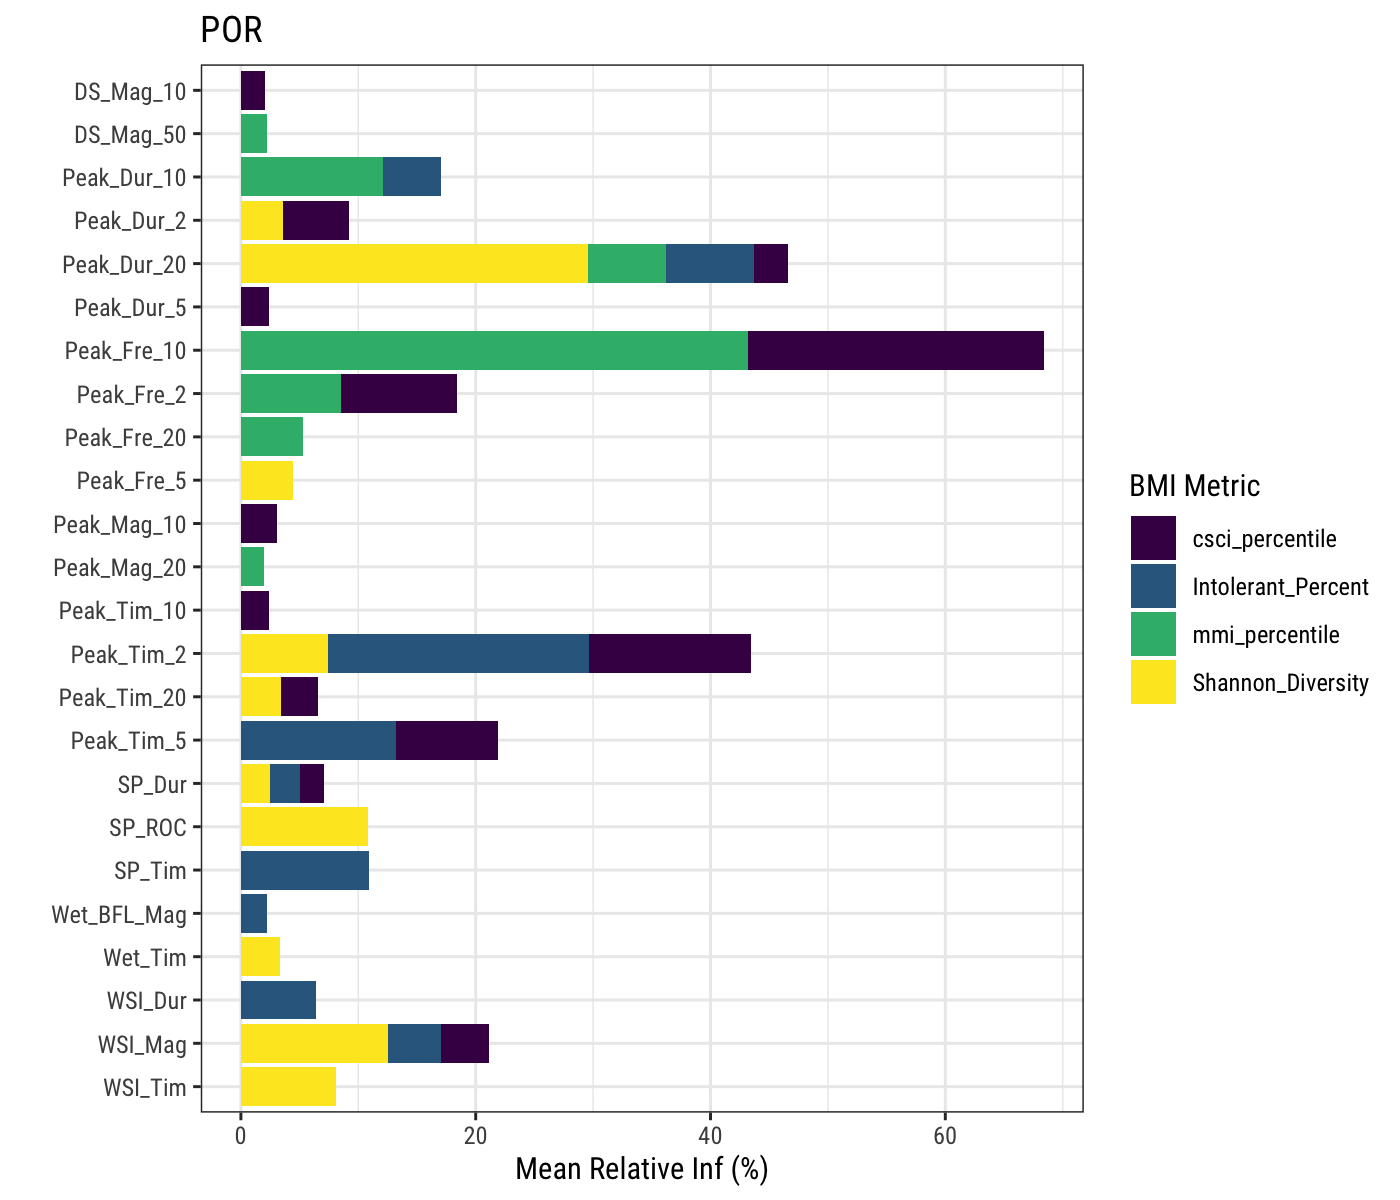 POR
DS_Mag_10
DS_Mag_50
Peak_Dur_10
Peak_Dur_2
Peak_Dur_20
Peak_Dur_5
Peak_Fre_10
Peak_Fre_2
Peak_Fre_20
Peak_Fre_5
Peak_Mag_10
Peak_Mag_20
Peak_Tim_10
Peak_Tim_2
Peak_Tim_20
Peak_Tim_5
SP_Dur
SP_ROC
SP_Tim
Wet_BFL_Mag
Wet_Tim
WSI_Dur
WSI_Mag
WSI_Tim
0 20 40 60
Mean Relative Inf (%)
BMI Metric
csci_percentile
Intolerant_Percent
mmi_percentile
Shannon_Diversity